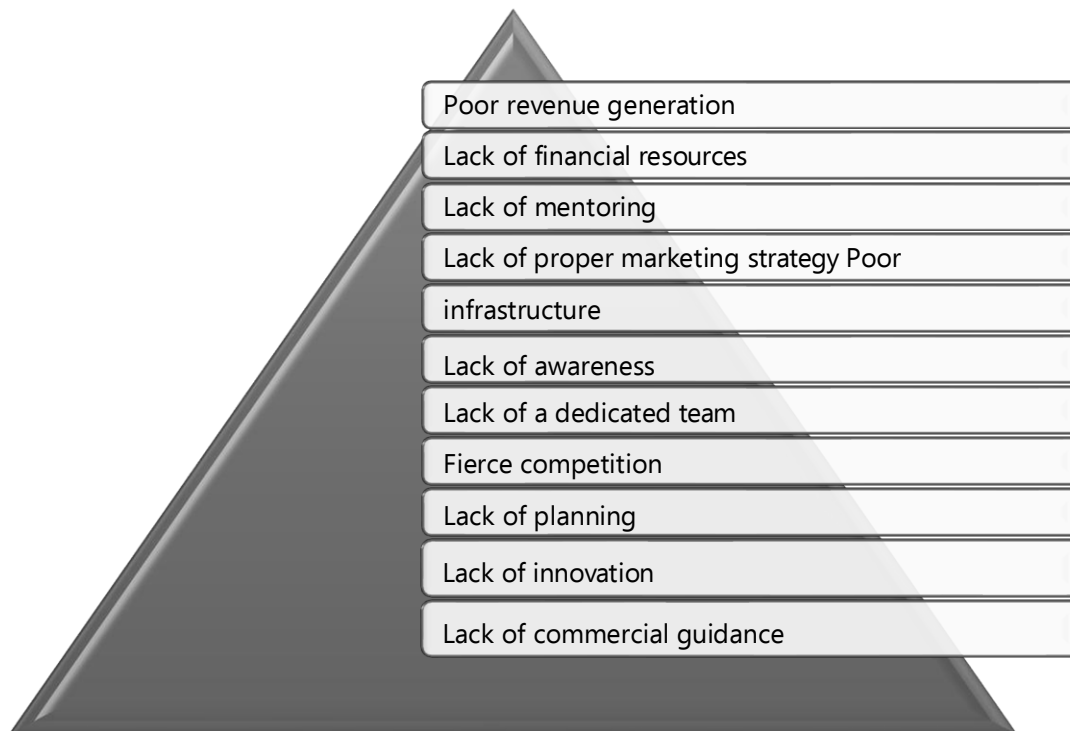 Poor revenue generation
Lack of financial resources
Lack of mentoring
Lack of proper marketing strategy Poor
infrastructure
Lack of awareness
Lack of a dedicated team
Fierce competition
Lack of planning
Lack of innovation
Lack of commercial guidance